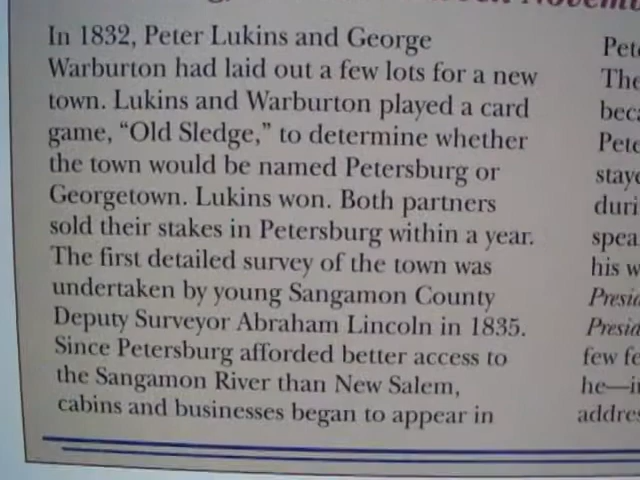 In 1832, Peter Lukins and George
Warburton had laid out a few lots for a new
town. Lukins and Warburton played a card
game, “Old Sledge,” to determine whether
the town would be named Petersburg or
Georgetown. Lukins won. Both partners
sold their stakes in Petersburg within a year.
The first detailed survey of the town was
undertaken by young Sangamon County
Deputy Surveyor Abraham Lincoln in 1835.
Since Petersburg afforded better access to
the Sangamon River than New Salem,
cabins and businesses began to appear in